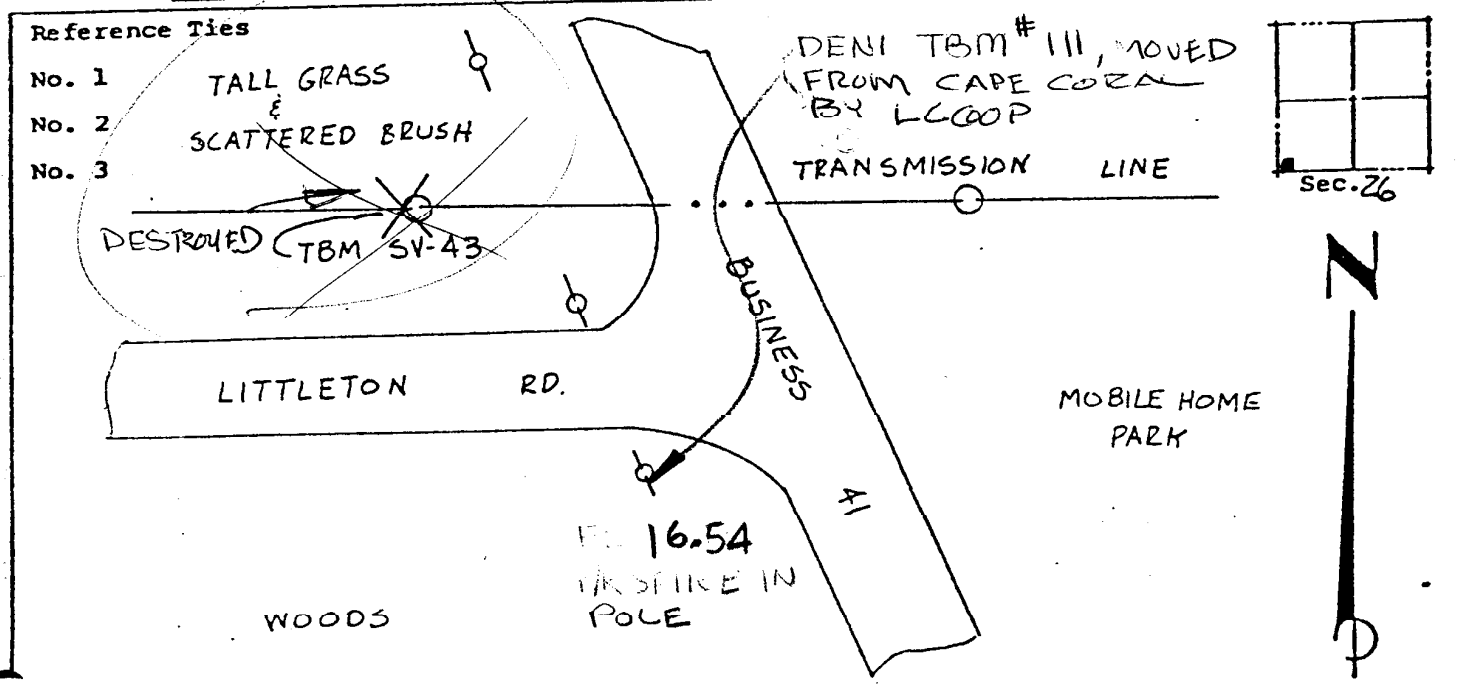 Reference Ties
No. 1
No. 2
No. 3
TALL GRASS
&
SCATTERED BRUSH
DESTROYED
TBM SV-43
DENI TBM # 111, MOVED
FROM CAPE CORAL
BY LCCOOP
TRANSMISSION LINE
Sec. 26
N
BUSINESS
41
LITTLETON RD.
MOBILE HOME
PARK
16.54
SPIKE IN
POLE
WOODS